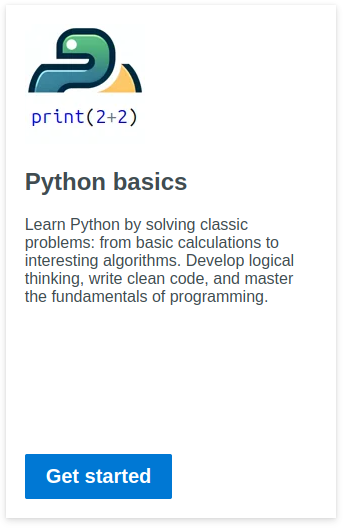 print(2+2)
Python basics
Learn Python by solving classic
problems: from basic calculations to
interesting algorithms. Develop logical
thinking, write clean code, and master
the fundamentals of programming.
Get started